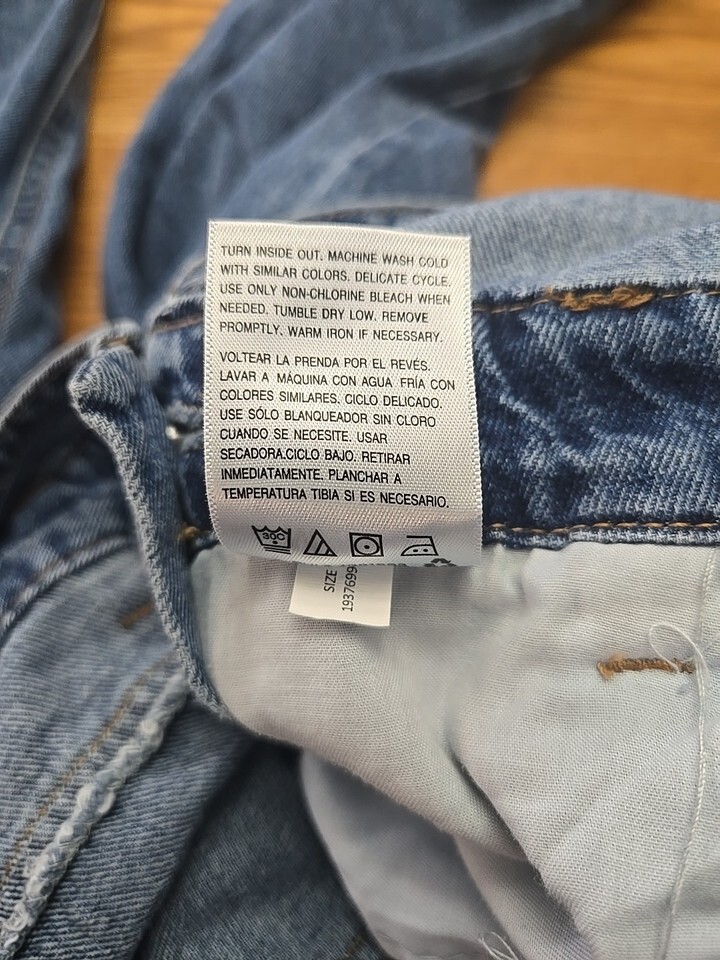 TURN INSIDE OUT. MACHINE WASH COLD
WITH SIMILAR COLORS. DELICATE CYCLE.
USE ONLY NON-CHLORINE BLEACH WHEN
NEEDED. TUMBLE DRY LOW. REMOVE
PROMPTLY. WARM IRON IF NECESSARY.
VOLTEAR LA PRENDA POR EL REVÉS.
LAVAR A MÁQUINA CON AGUA FRÍA CON
COLORES SIMILARES. CICLO DELICADO.
USE SÓLO BLANQUEADOR SIN CLORO
CUANDO SE NECESITE. USAR
SECADORA.CICLO BAJO. RETIRAR
INMEDIATAMENTE. PLANCHAR A
TEMPERATURA TIBIA SI ES NECESARIO.
30C
SIZE
1937699